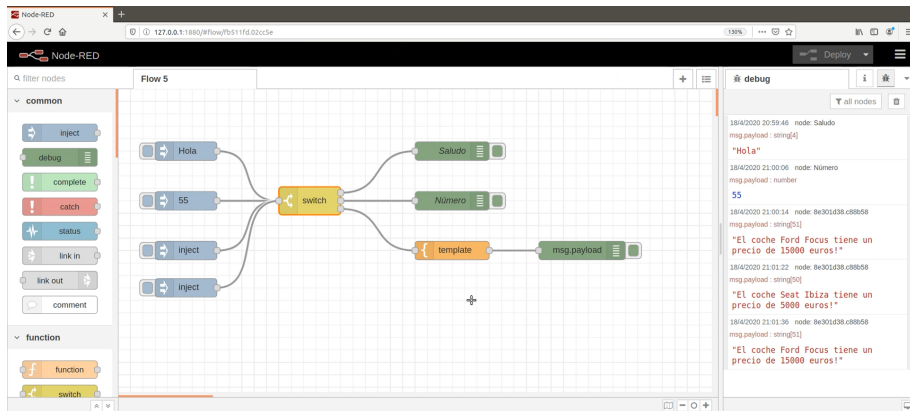 Node-RED
127.0.0.1:1880/#flow/fb511fd.02cc5e
130%
Node-RED
Deploy
filter nodes
Flow 5
debug
i
common
all nodes
inject
debug
complete
catch
status
link in
link out
comment
function
function
switch
Hola
55
inject
inject
switch
Saludo
Número
template
msg.payload
18/4/2020 20:59:46 node: Saludo
msg.payload : string[4]
"Hola"
18/4/2020 21:00:06 node: Número
msg.payload : number
55
18/4/2020 21:00:14 node: 8e301d38.c88b58
msg.payload : string[51]
"El coche Ford Focus tiene un
precio de 15000 euros!"
18/4/2020 21:01:22 node: 8e301d38.c88b58
msg.payload : string[50]
"El coche Seat Ibiza tiene un
precio de 5000 euros!"
18/4/2020 21:01:36 node: 8e301d38.c88b58
msg.payload : string[51]
"El coche Ford Focus tiene un
precio de 15000 euros!"